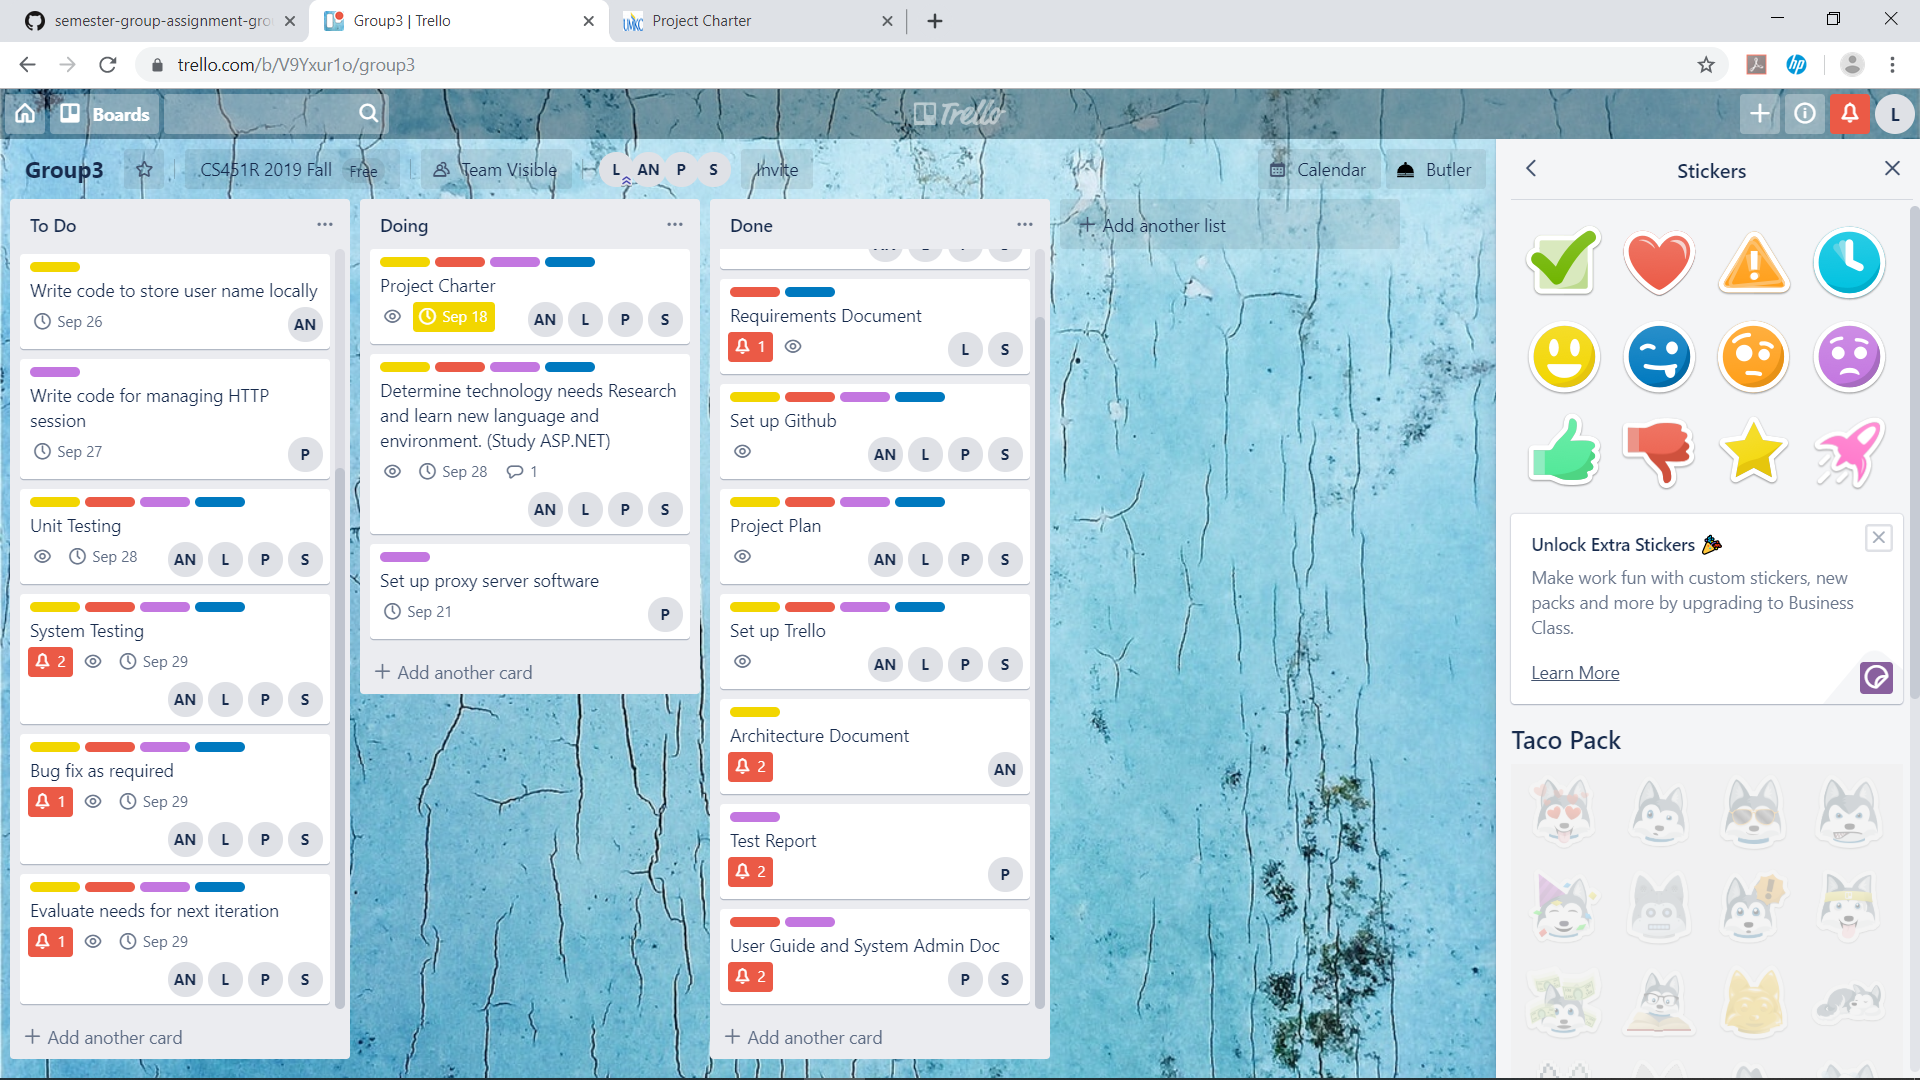 semester-group-assignment-gro
Group3 | Trello
UMKC
Project Charter
trello.com/b/V9Yxur1o/group3
hp
Boards
Trello
L
Group3
CS451R 2019 Fall Free
Team Visible
L AN P S
Invite
Calendar
Butler
To Do
Write code to store user name locally
Sep 26
AN
Write code for managing HTTP
session
Sep 27
P
Unit Testing
Sep 28
AN L P S
System Testing
2 Sep 29
AN L P S
Bug fix as required
1 Sep 29
AN L P S
Evaluate needs for next iteration
1 Sep 29
AN L P S
+ Add another card
Doing
Project Charter
Sep 18
AN L P S
Determine technology needs Research
and learn new language and
environment. (Study ASP.NET)
Sep 28 1
AN L P S
Set up proxy server software
Sep 21
P
+ Add another card
Done
Requirements Document
1
L S
Set up Github
AN L P S
Project Plan
AN L P S
Set up Trello
AN L P S
Architecture Document
2
AN
Test Report
2
P
User Guide and System Admin Doc
2
P S
+ Add another card
+ Add another list
Stickers
Unlock Extra Stickers
Make work fun with custom stickers, new
packs and more by upgrading to Business
Class.
Learn More
Taco Pack